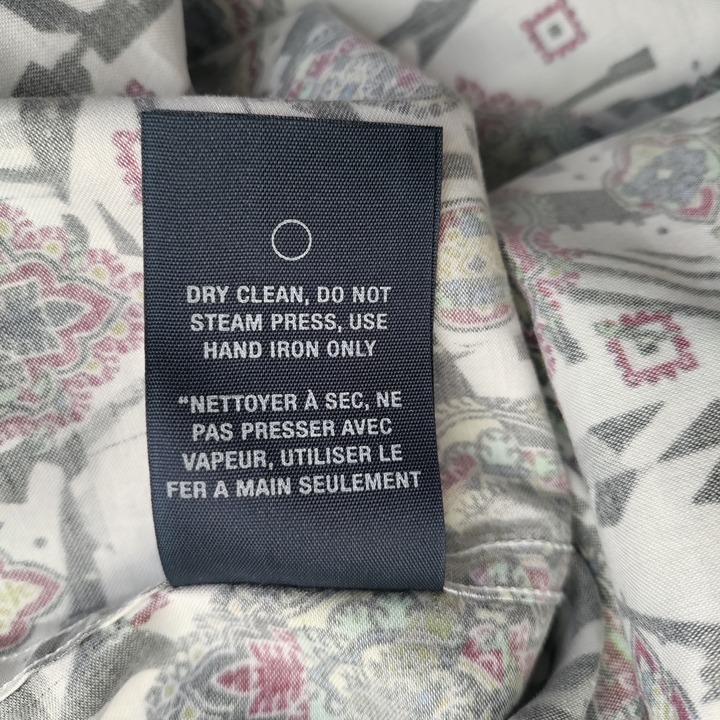 DRY CLEAN, DO NOT
STEAM PRESS, USE
HAND IRON ONLY
“NETTOYER À SEC, NE
PAS PRESSER AVEC
VAPEUR, UTILISER LE
FER A MAIN SEULEMENT